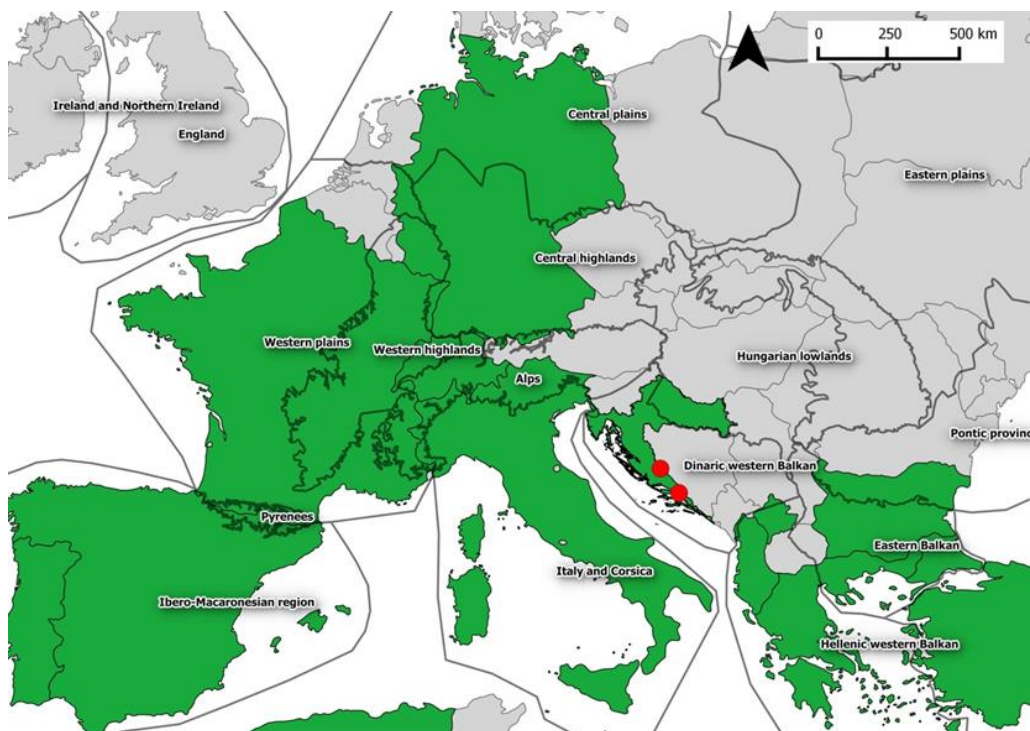 0 250 500 km
Ireland and Northern Ireland
England
Central plains
Eastern plains
Central highlands
Western plains
Western highlands
Hungarian lowlands
Alps
Pontic provinc
Dinaric western Balkan
Pyrenees
Eastern Balkan
Italy and Corsica
Ibero-Macaronesian region
Hellenic western Balkan